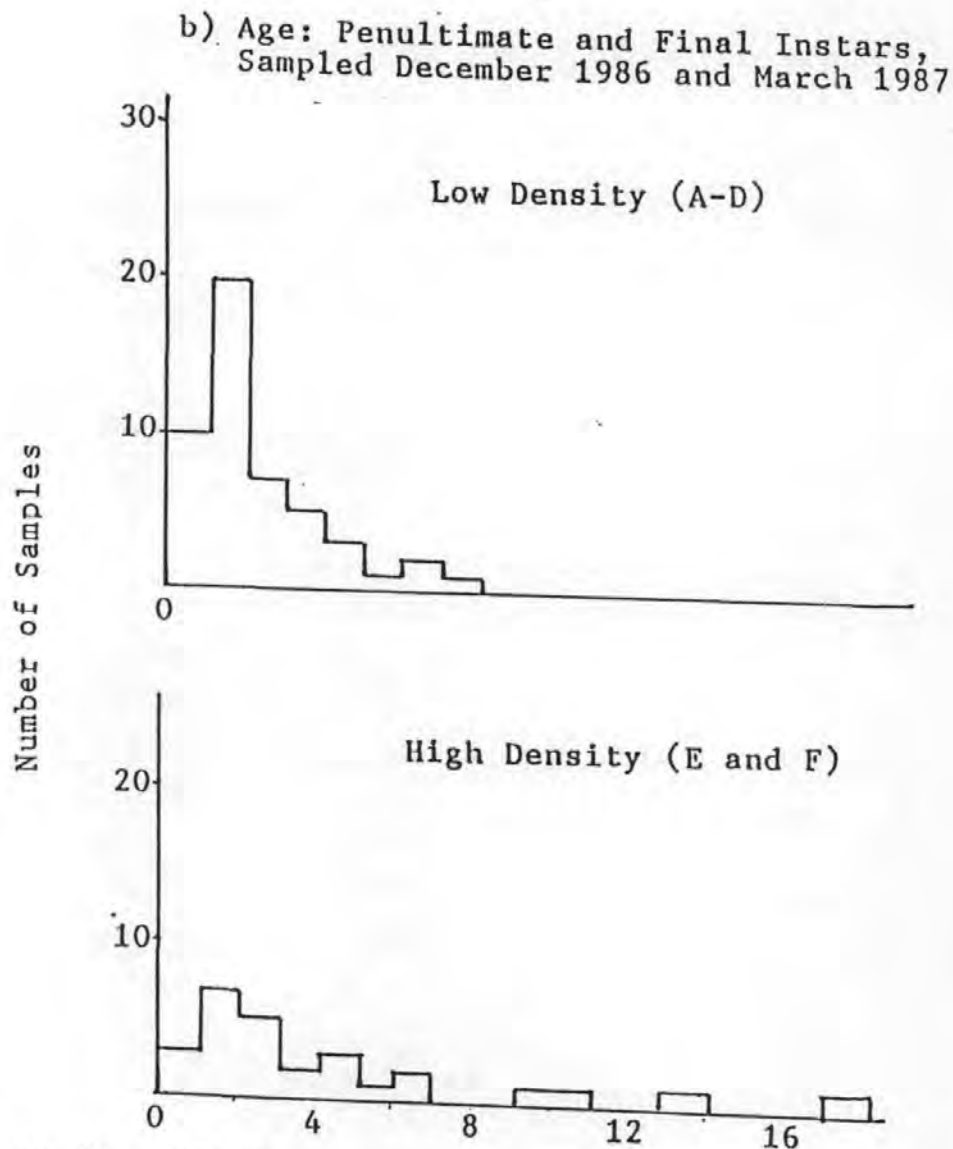 b) Age: Penultimate and Final Instars,
Sampled December 1986 and March 1987
30
Low Density (A-D)
20
10
0
Number of Samples
High Density (E and F)
20
10
0 4 8 12 16